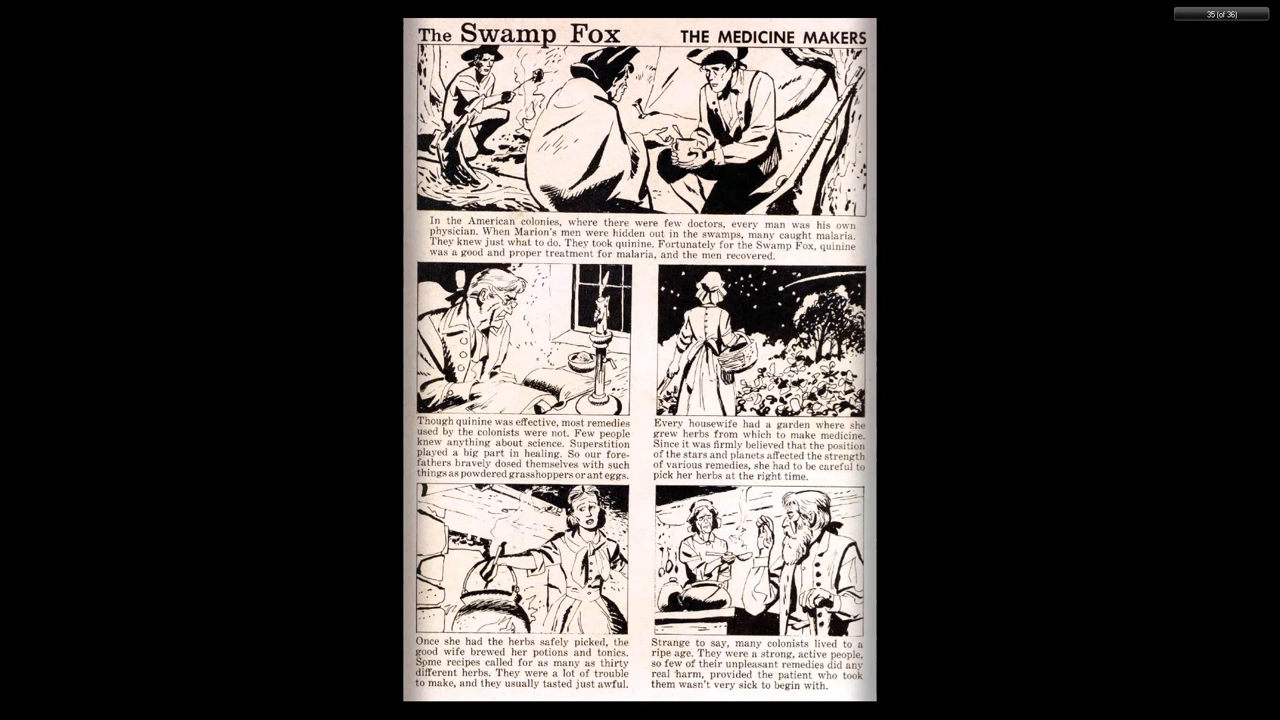 35 (of 36)
The Swamp Fox THE MEDICINE MAKERS
In the American colonies, where there were few doctors, every man was his own
physician. When Marion's men were hidden out in the swamps, many caught malaria.
They knew just what to do. They took quinine. Fortunately for the Swamp Fox, quinine
was a good and proper treatment for malaria, and the men recovered.
Though quinine was effective, most remedies
used by the colonists were not. Few people
knew anything about science. Superstition
played a big part in healing. So our fore-
fathers bravely dosed themselves with such
things as powdered grasshoppers or ant eggs.
Every housewife had a garden where she
grew herbs from which to make medicine.
Since it was firmly believed that the position
of the stars and planets affected the strength
of various remedies, she had to be careful to
pick her herbs at the right time.
Once she had the herbs safely picked, the
good wife brewed her potions and tonics.
Some recipes called for as many as thirty
different herbs. They were a lot of trouble
to make, and they usually tasted just awful.
Strange to say, many colonists lived to a
ripe age. They were a strong, active people,
so few of their unpleasant remedies did any
real harm, provided the patient who took
them wasn't very sick to begin with.